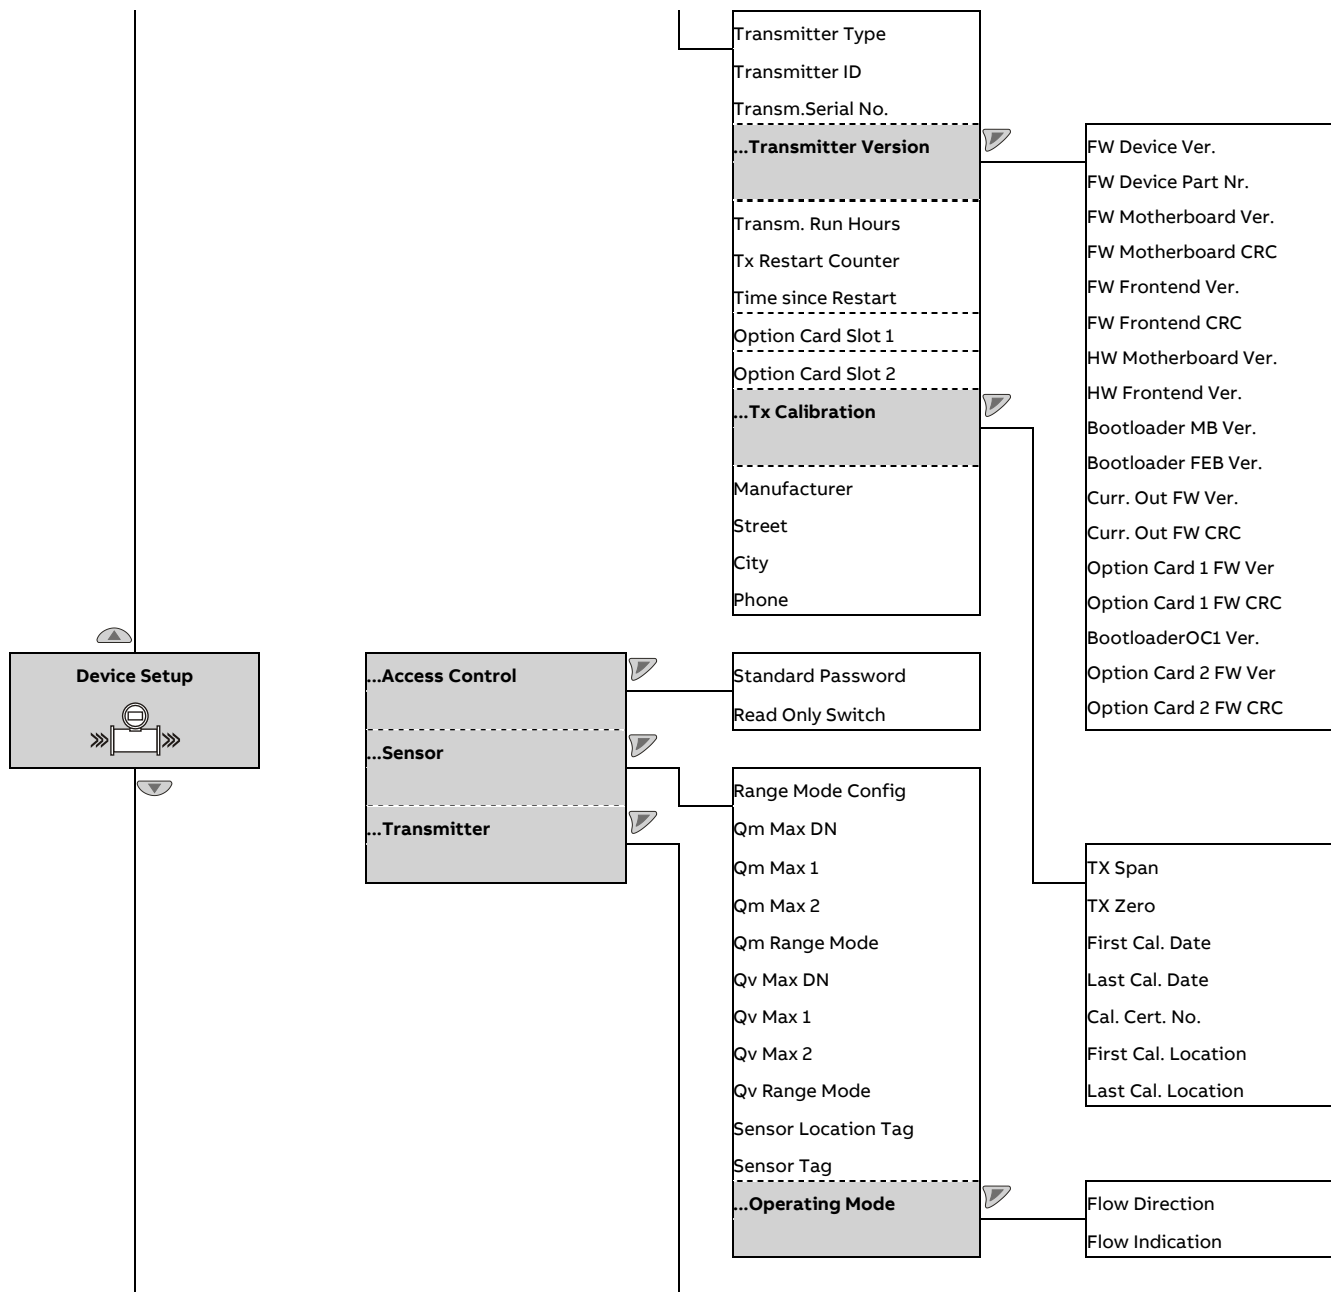 Transmitter Type
Transmitter ID
Transm.Serial No.
...Transmitter Version
Transm. Run Hours
Tx Restart Counter
Time since Restart
Option Card Slot 1
Option Card Slot 2
...Tx Calibration
Manufacturer
Street
City
Phone
FW Device Ver.
FW Device Part Nr.
FW Motherboard Ver.
FW Motherboard CRC
FW Frontend Ver.
FW Frontend CRC
HW Motherboard Ver.
HW Frontend Ver.
Bootloader MB Ver.
Bootloader FEB Ver.
Curr. Out FW Ver.
Curr. Out FW CRC
Option Card 1 FW Ver
Option Card 1 FW CRC
BootloaderOC1 Ver.
Option Card 2 FW Ver
Option Card 2 FW CRC
Device Setup
...Access Control
...Sensor
...Transmitter
Standard Password
Read Only Switch
Range Mode Config
Qm Max DN
Qm Max 1
Qm Max 2
Qm Range Mode
Qv Max DN
Qv Max 1
Qv Max 2
Qv Range Mode
Sensor Location Tag
Sensor Tag
...Operating Mode
TX Span
TX Zero
First Cal. Date
Last Cal. Date
Cal. Cert. No.
First Cal. Location
Last Cal. Location
Flow Direction
Flow Indication